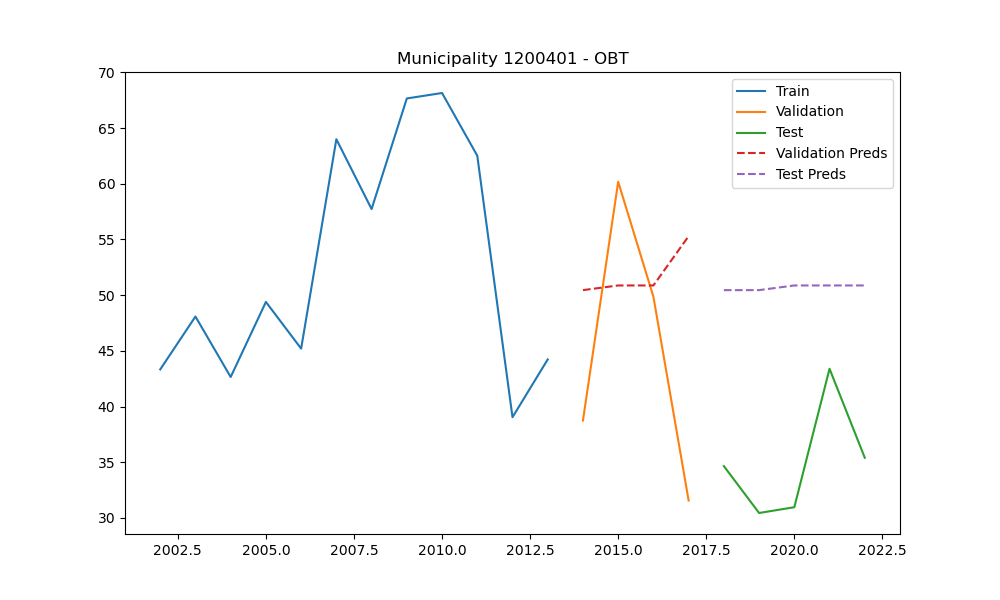 Municipality 1200401 - OBT
70
65
60
55
50
45
40
35
30
2002.5 2005.0 2007.5 2010.0 2012.5 2015.0 2017.5 2020.0 2022.5
Train
Validation
Test
Validation Preds
Test Preds